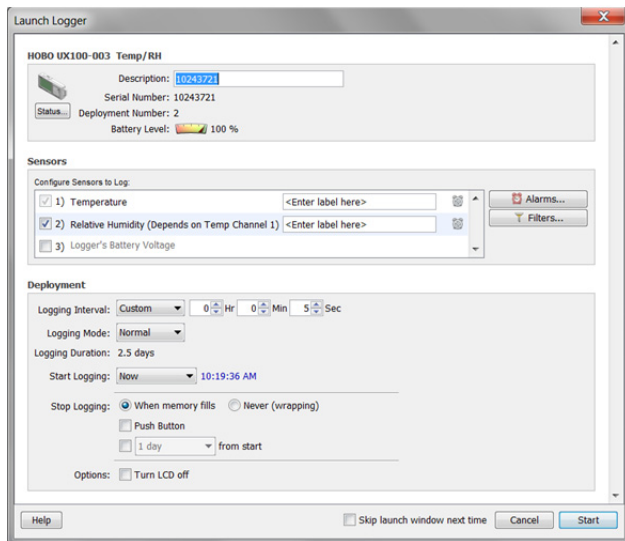 Launch Logger
HOBO UX100-003 Temp/RH
Description: 10243721
Serial Number: 10243721
Status... Deployment Number: 2
Battery Level: 100 %
Sensors
Configure Sensors to Log:
1) Temperature <Enter label here> Alarms...
2) Relative Humidity (Depends on Temp Channel 1) <Enter label here> Filters...
3) Logger's Battery Voltage
Deployment
Logging Interval: Custom 0 Hr 0 Min 5 Sec
Logging Mode: Normal
Logging Duration: 2.5 days
Start Logging: Now 10:19:36 AM
Stop Logging: When memory fills Never (wrapping)
Push Button
1 day from start
Options: Turn LCD off
Help Skip launch window next time Cancel Start